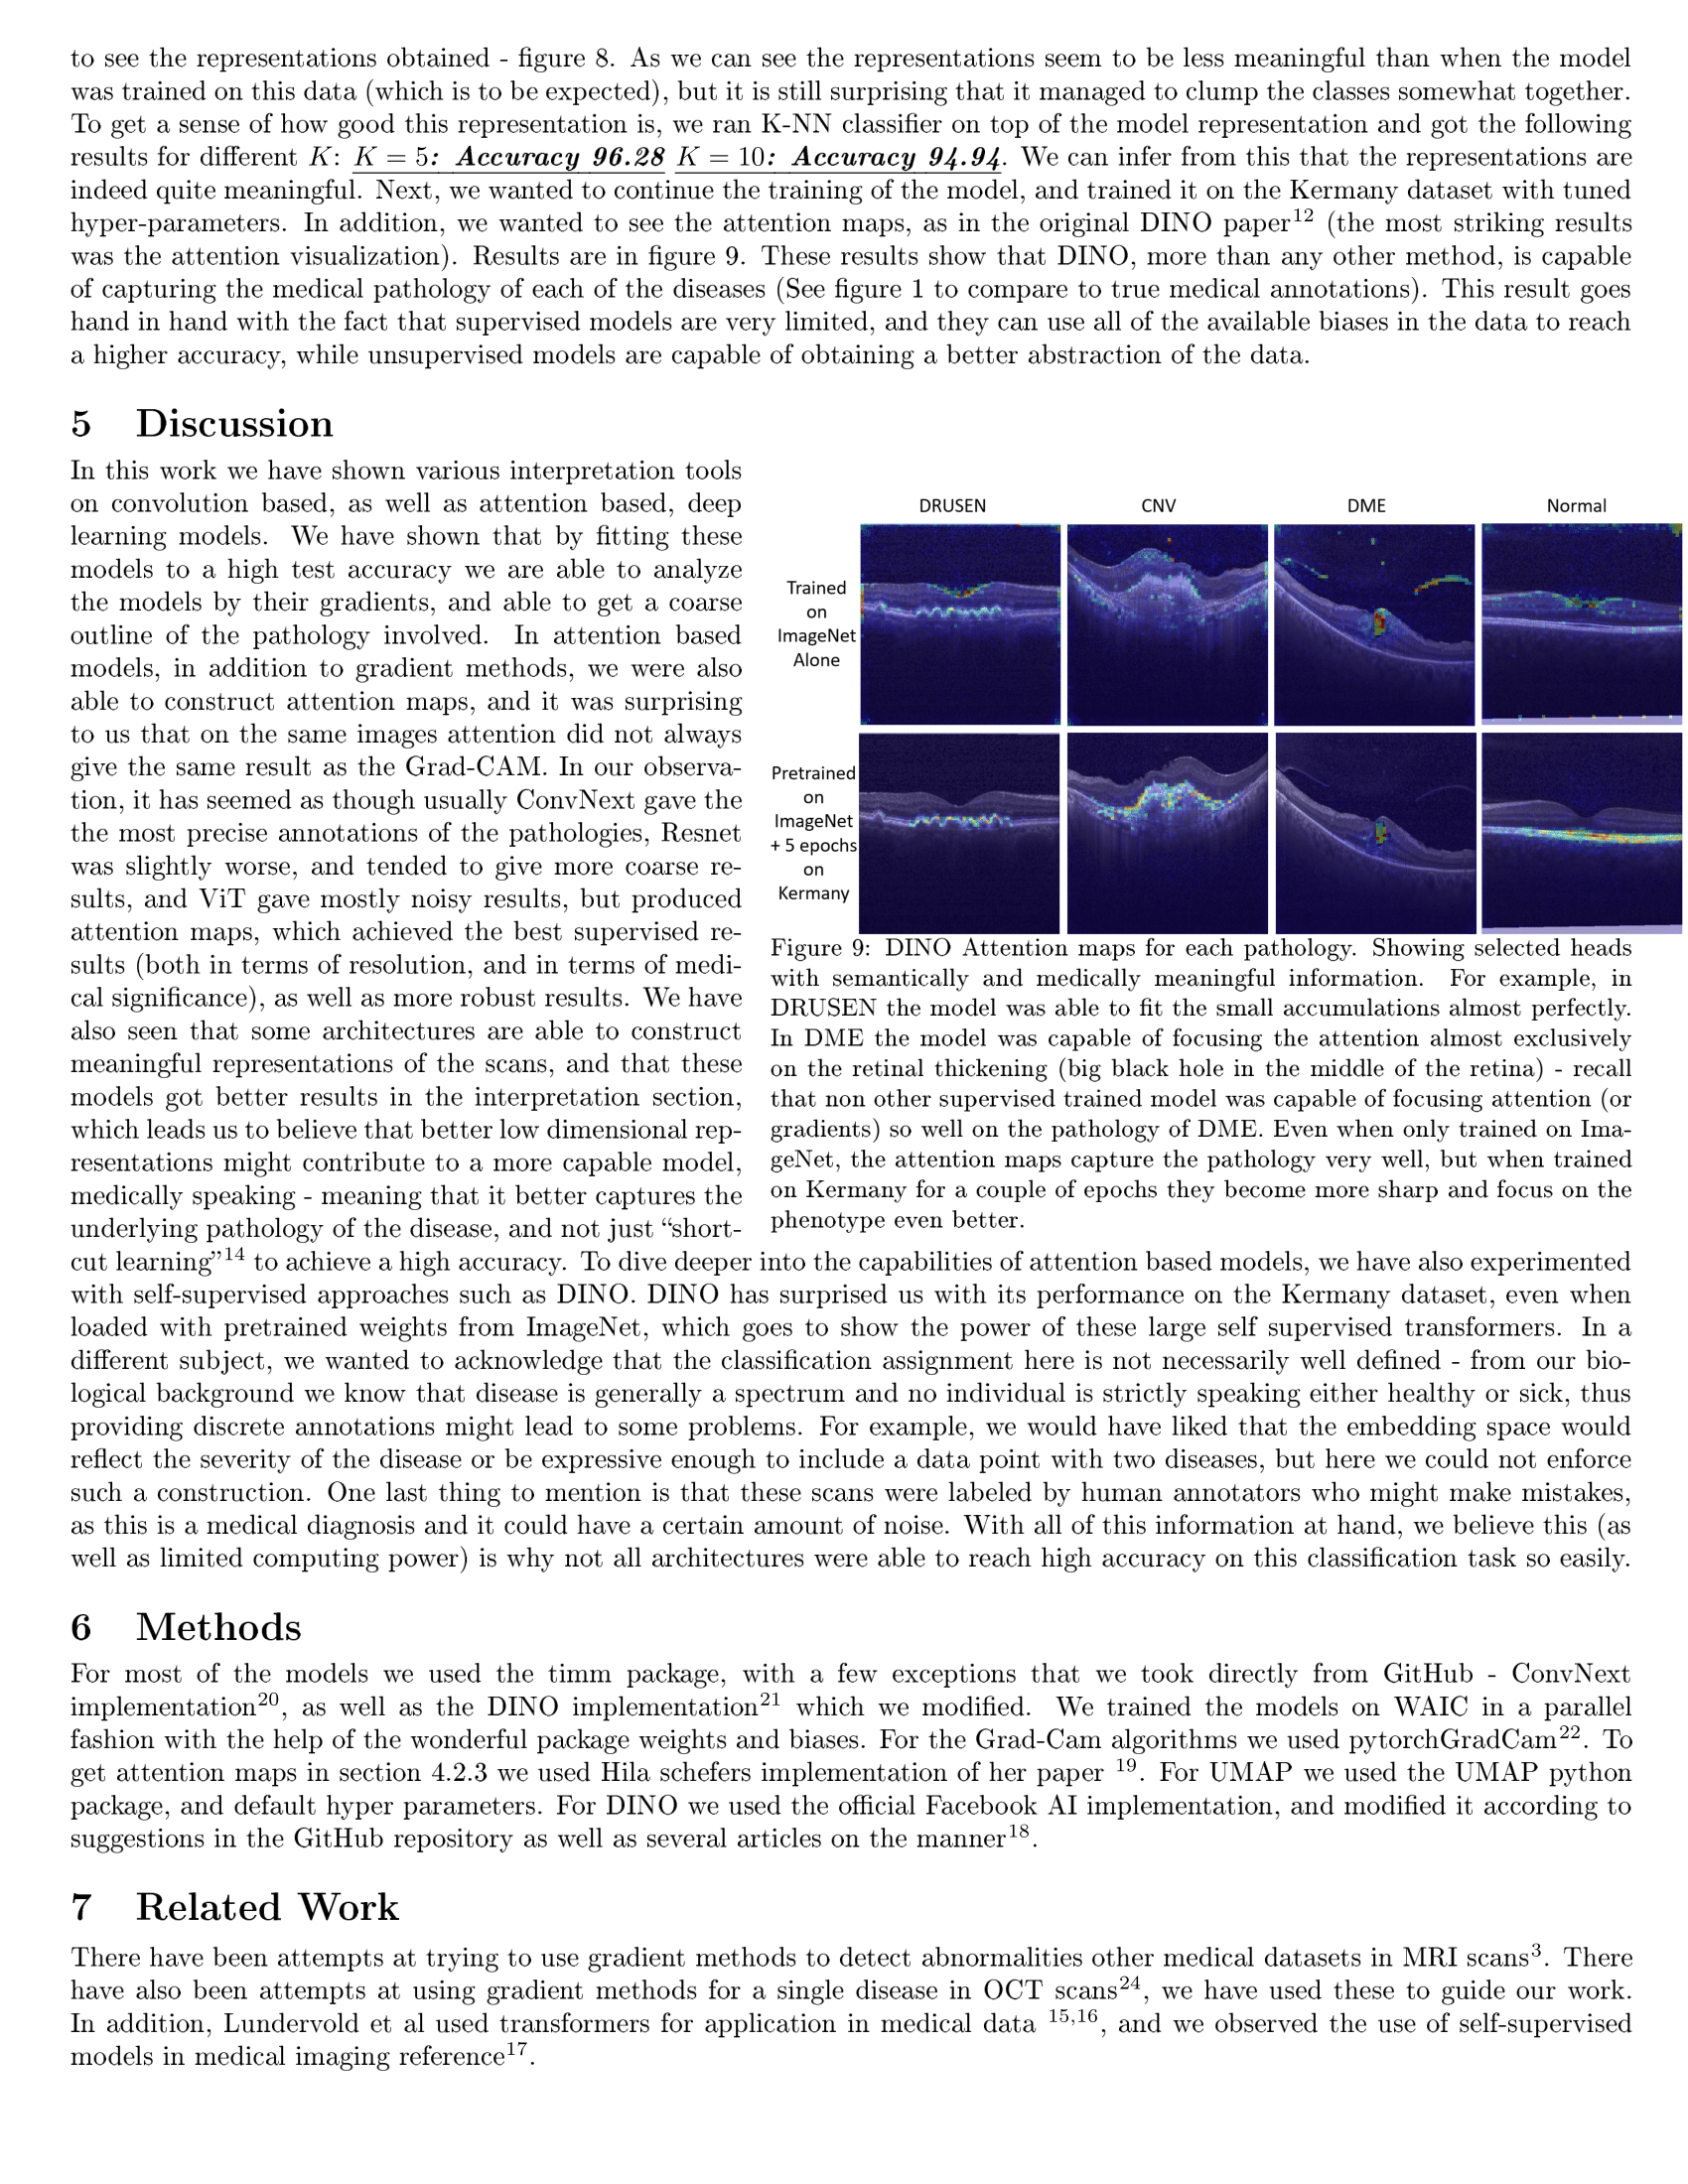 to see the representations obtained - figure 8. As we can see the representations seem to be less meaningful than when the model
was trained on this data (which is to be expected), but it is still surprising that it managed to clump the classes somewhat together.
To get a sense of how good this representation is, we ran K-NN classifier on top of the model representation and got the following
results for different K: K = 5: Accuracy 96.28 K = 10: Accuracy 94.94. We can infer from this that the representations are
indeed quite meaningful. Next, we wanted to continue the training of the model, and trained it on the Kermany dataset with tuned
hyper-parameters. In addition, we wanted to see the attention maps, as in the original DINO paper12 (the most striking results
was the attention visualization). Results are in figure 9. These results show that DINO, more than any other method, is capable
of capturing the medical pathology of each of the diseases (See figure 1 to compare to true medical annotations). This result goes
hand in hand with the fact that supervised models are very limited, and they can use all of the available biases in the data to reach
a higher accuracy, while unsupervised models are capable of obtaining a better abstraction of the data.
5 Discussion
In this work we have shown various interpretation tools
on convolution based, as well as attention based, deep
learning models. We have shown that by fitting these
models to a high test accuracy we are able to analyze
the models by their gradients, and able to get a coarse
outline of the pathology involved. In attention based
models, in addition to gradient methods, we were also
able to construct attention maps, and it was surprising
to us that on the same images attention did not always
give the same result as the Grad-CAM. In our observa-
tion, it has seemed as though usually ConvNext gave the
the most precise annotations of the pathologies, Resnet
was slightly worse, and tended to give more coarse re-
sults, and ViT gave mostly noisy results, but produced
attention maps, which achieved the best supervised re-
sults (both in terms of resolution, and in terms of medi-
cal significance), as well as more robust results. We have
also seen that some architectures are able to construct
meaningful representations of the scans, and that these
models got better results in the interpretation section,
which leads us to believe that better low dimensional rep-
resentations might contribute to a more capable model,
medically speaking - meaning that it better captures the
underlying pathology of the disease, and not just “short-
DRUSEN CNV DME Normal
Trained
on
ImageNet
Alone
Pretrained
on
ImageNet
+ 5 epochs
on
Kermany
Figure 9: DINO Attention maps for each pathology. Showing selected heads
with semantically and medically meaningful information. For example, in
DRUSEN the model was able to fit the small accumulations almost perfectly.
In DME the model was capable of focusing the attention almost exclusively
on the retinal thickening (big black hole in the middle of the retina) - recall
that non other supervised trained model was capable of focusing attention (or
gradients) so well on the pathology of DME. Even when only trained on Ima-
geNet, the attention maps capture the pathology very well, but when trained
on Kermany for a couple of epochs they become more sharp and focus on the
phenotype even better.
cut learning”14 to achieve a high accuracy. To dive deeper into the capabilities of attention based models, we have also experimented
with self-supervised approaches such as DINO. DINO has surprised us with its performance on the Kermany dataset, even when
loaded with pretrained weights from ImageNet, which goes to show the power of these large self supervised transformers. In a
different subject, we wanted to acknowledge that the classification assignment here is not necessarily well defined - from our bio-
logical background we know that disease is generally a spectrum and no individual is strictly speaking either healthy or sick, thus
providing discrete annotations might lead to some problems. For example, we would have liked that the embedding space would
reflect the severity of the disease or be expressive enough to include a data point with two diseases, but here we could not enforce
such a construction. One last thing to mention is that these scans were labeled by human annotators who might make mistakes,
as this is a medical diagnosis and it could have a certain amount of noise. With all of this information at hand, we believe this (as
well as limited computing power) is why not all architectures were able to reach high accuracy on this classification task so easily.
6 Methods
For most of the models we used the timm package, with a few exceptions that we took directly from GitHub - ConvNext
implementation20, as well as the DINO implementation21 which we modified. We trained the models on WAIC in a parallel
fashion with the help of the wonderful package weights and biases. For the Grad-Cam algorithms we used pytorchGradCam22. To
get attention maps in section 4.2.3 we used Hila schefers implementation of her paper 19. For UMAP we used the UMAP python
package, and default hyper parameters. For DINO we used the official Facebook AI implementation, and modified it according to
suggestions in the GitHub repository as well as several articles on the manner18.
7 Related Work
There have been attempts at trying to use gradient methods to detect abnormalities other medical datasets in MRI scans3. There
have also been attempts at using gradient methods for a single disease in OCT scans24, we have used these to guide our work.
In addition, Lundervold et al used transformers for application in medical data 15,16, and we observed the use of self-supervised
models in medical imaging reference17.